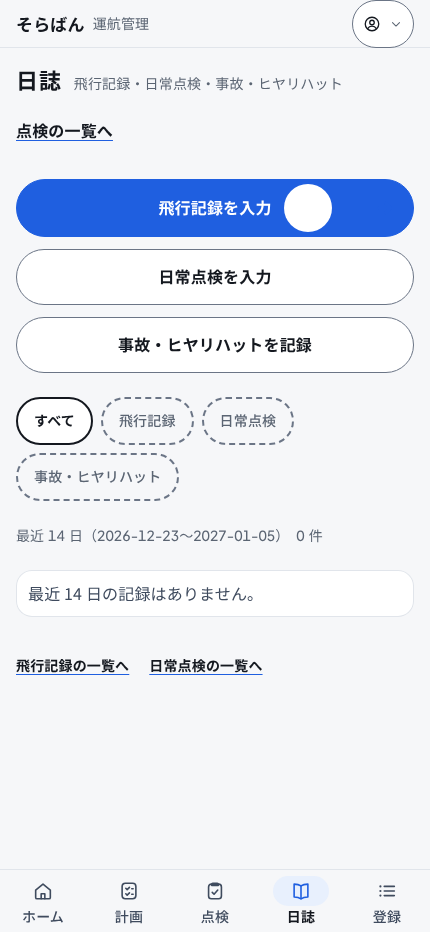 そらばん 運航管理
日誌 飛行記録・日常点検・事故・ヒヤリハット
点検の一覧へ
飛行記録を入力
日常点検を入力
事故・ヒヤリハットを記録
すべて 飛行記録 日常点検
事故・ヒヤリハット
最近 14 日（2026-12-23〜2027-01-05） 0 件
最近 14 日の記録はありません。
飛行記録の一覧へ 日常点検の一覧へ
ホーム 計画 点検 日誌 登録